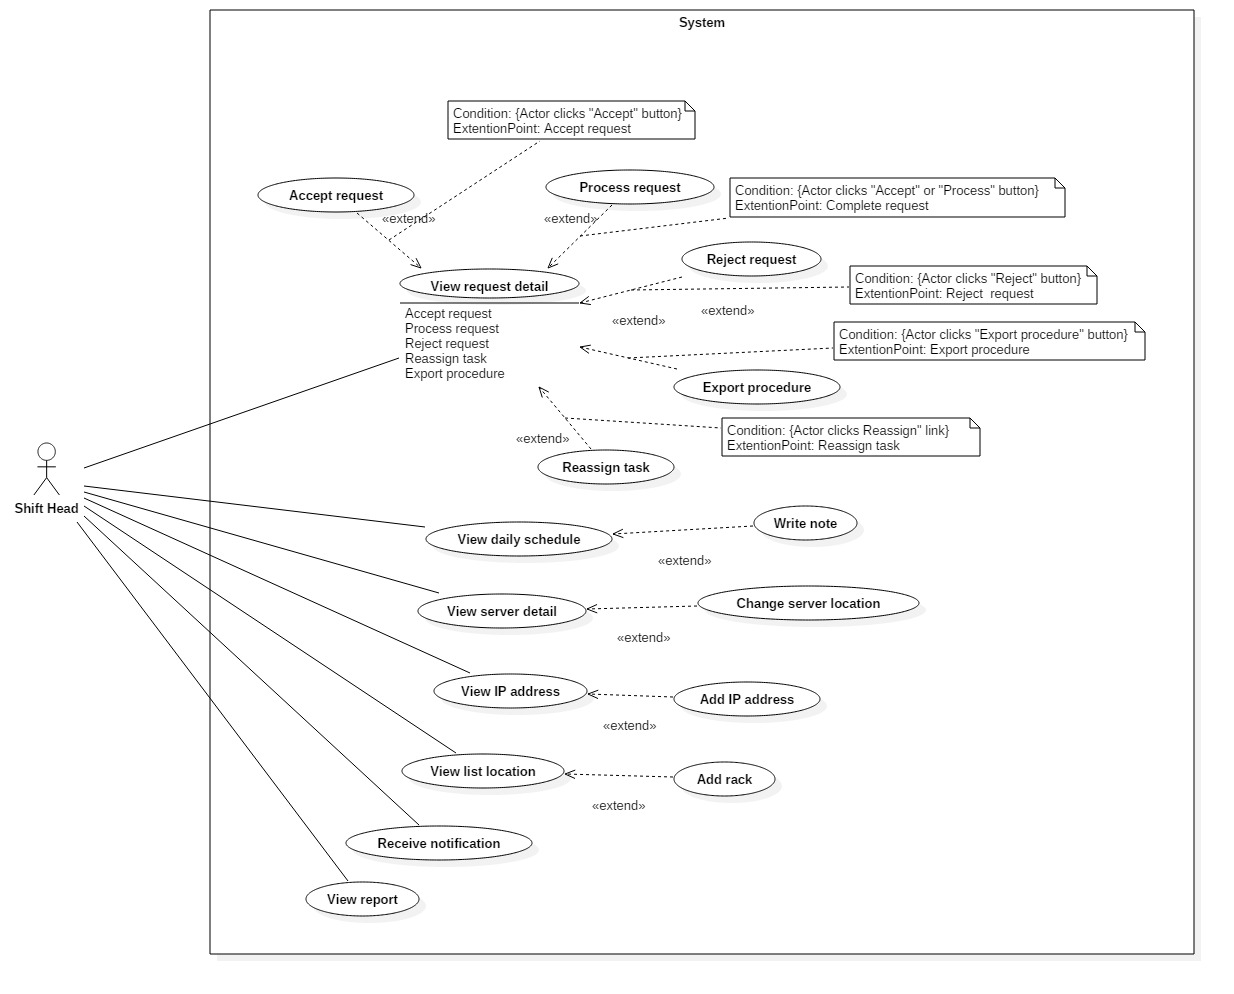 System
Condition: {Actor clicks "Accept" button}
ExtentionPoint: Accept request
Accept request
Process request
Condition: {Actor clicks "Accept" or "Process" button}
ExtentionPoint: Complete request
«extend»
«extend»
Reject request
Condition: {Actor clicks "Reject" button}
ExtentionPoint: Reject  request
View request detail
Accept request
Process request
Reject request
Reassign task
Export procedure
«extend»
«extend»
Condition: {Actor clicks "Export procedure" button}
ExtentionPoint: Export procedure
Export procedure
Condition: {Actor clicks Reassign" link}
ExtentionPoint: Reassign task
«extend»
Reassign task
Shift Head
View daily schedule
Write note
«extend»
View server detail
Change server location
«extend»
View IP address
Add IP address
«extend»
View list location
Add rack
«extend»
Receive notification
View report